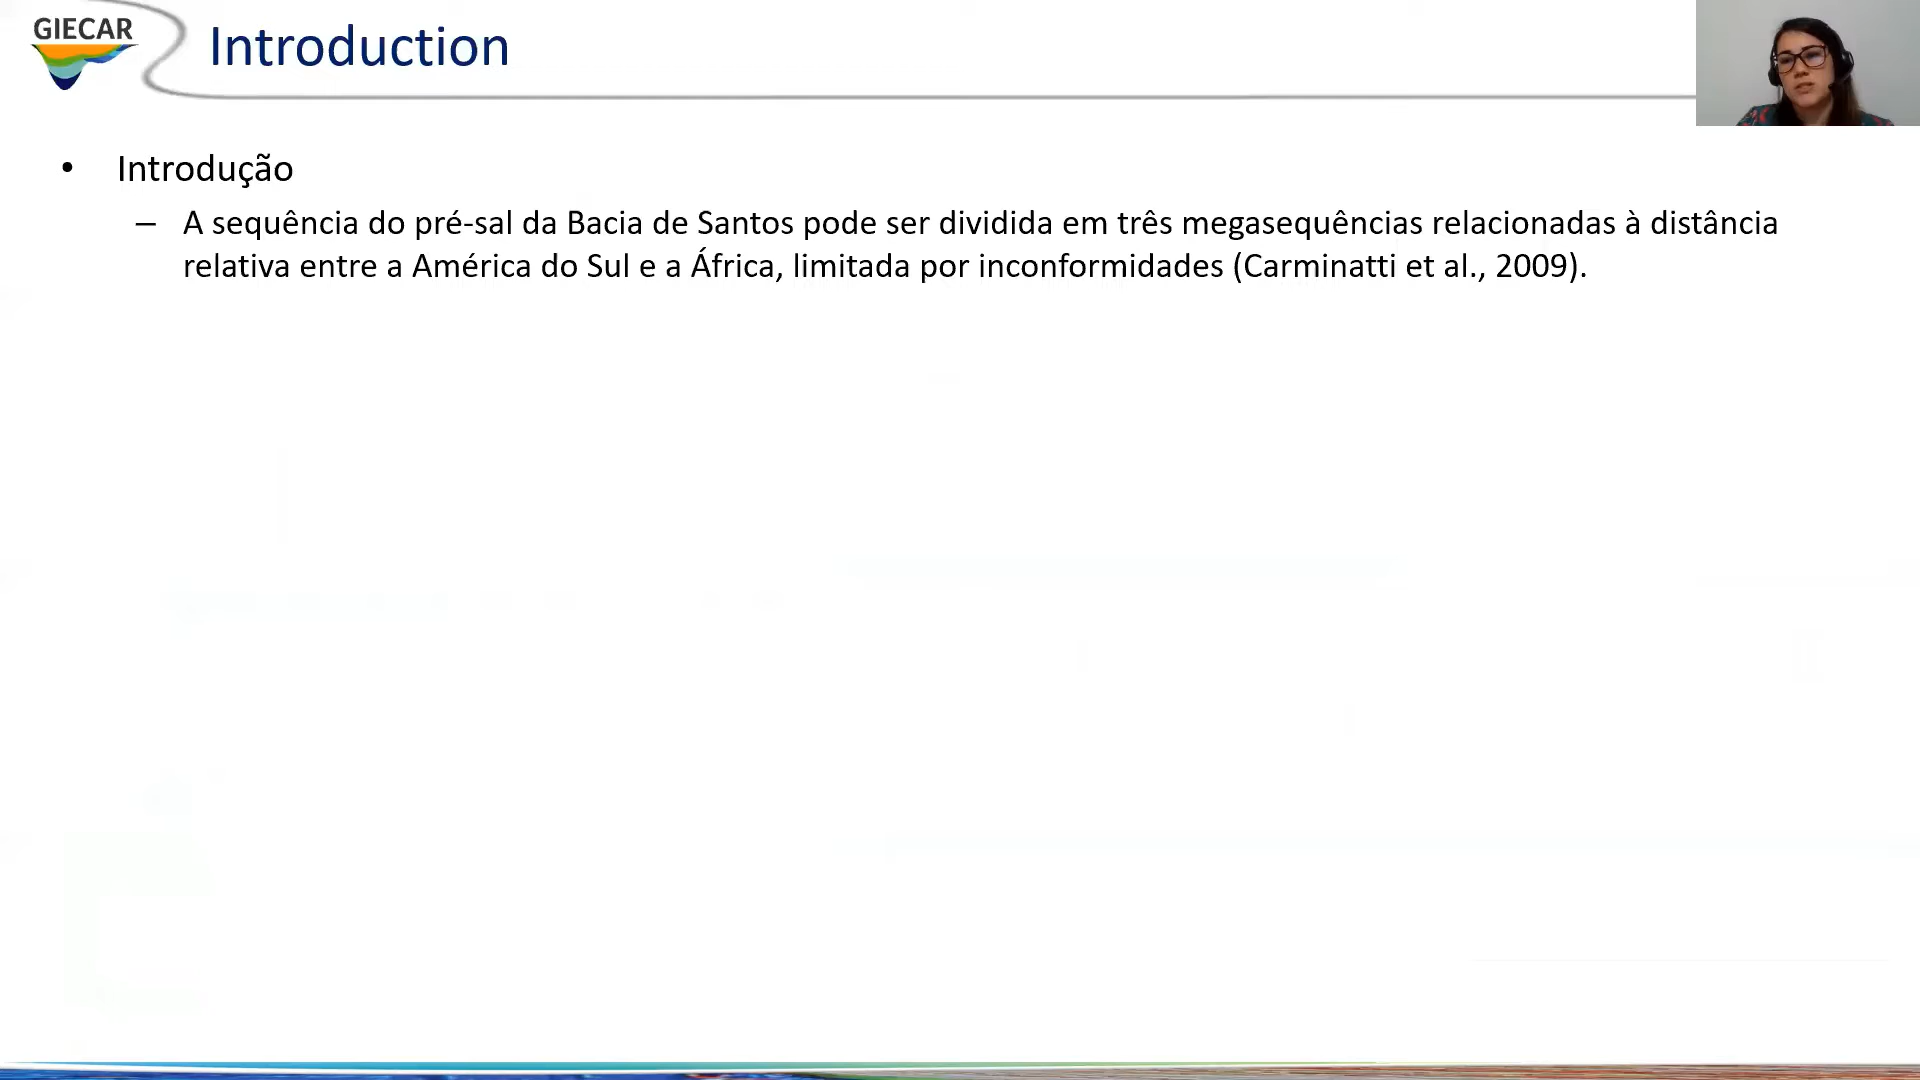 GIECAR
Introduction
• Introdução
– A sequência do pré-sal da Bacia de Santos pode ser dividida em três megasequências relacionadas à distância
relativa entre a América do Sul e a África, limitada por inconformidades (Carminatti et al., 2009).